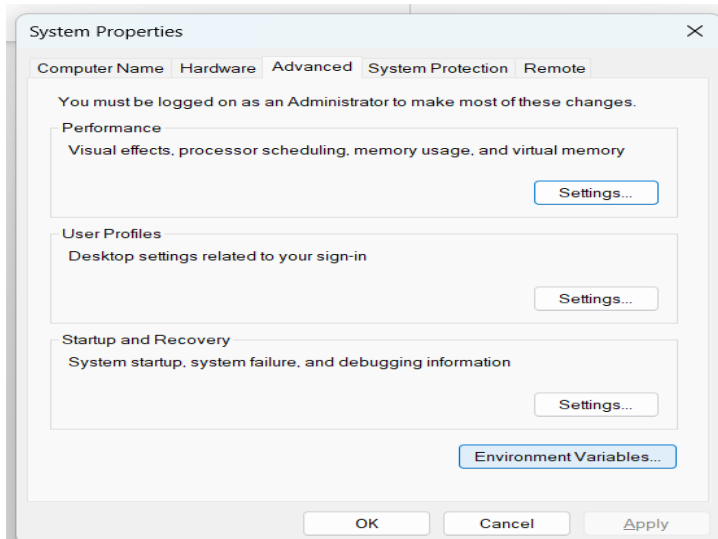 System Properties
Computer Name Hardware Advanced System Protection Remote
You must be logged on as an Administrator to make most of these changes.
Performance
Visual effects, processor scheduling, memory usage, and virtual memory
Settings...
User Profiles
Desktop settings related to your sign-in
Settings...
Startup and Recovery
System startup, system failure, and debugging information
Settings...
Environment Variables...
OK Cancel Apply